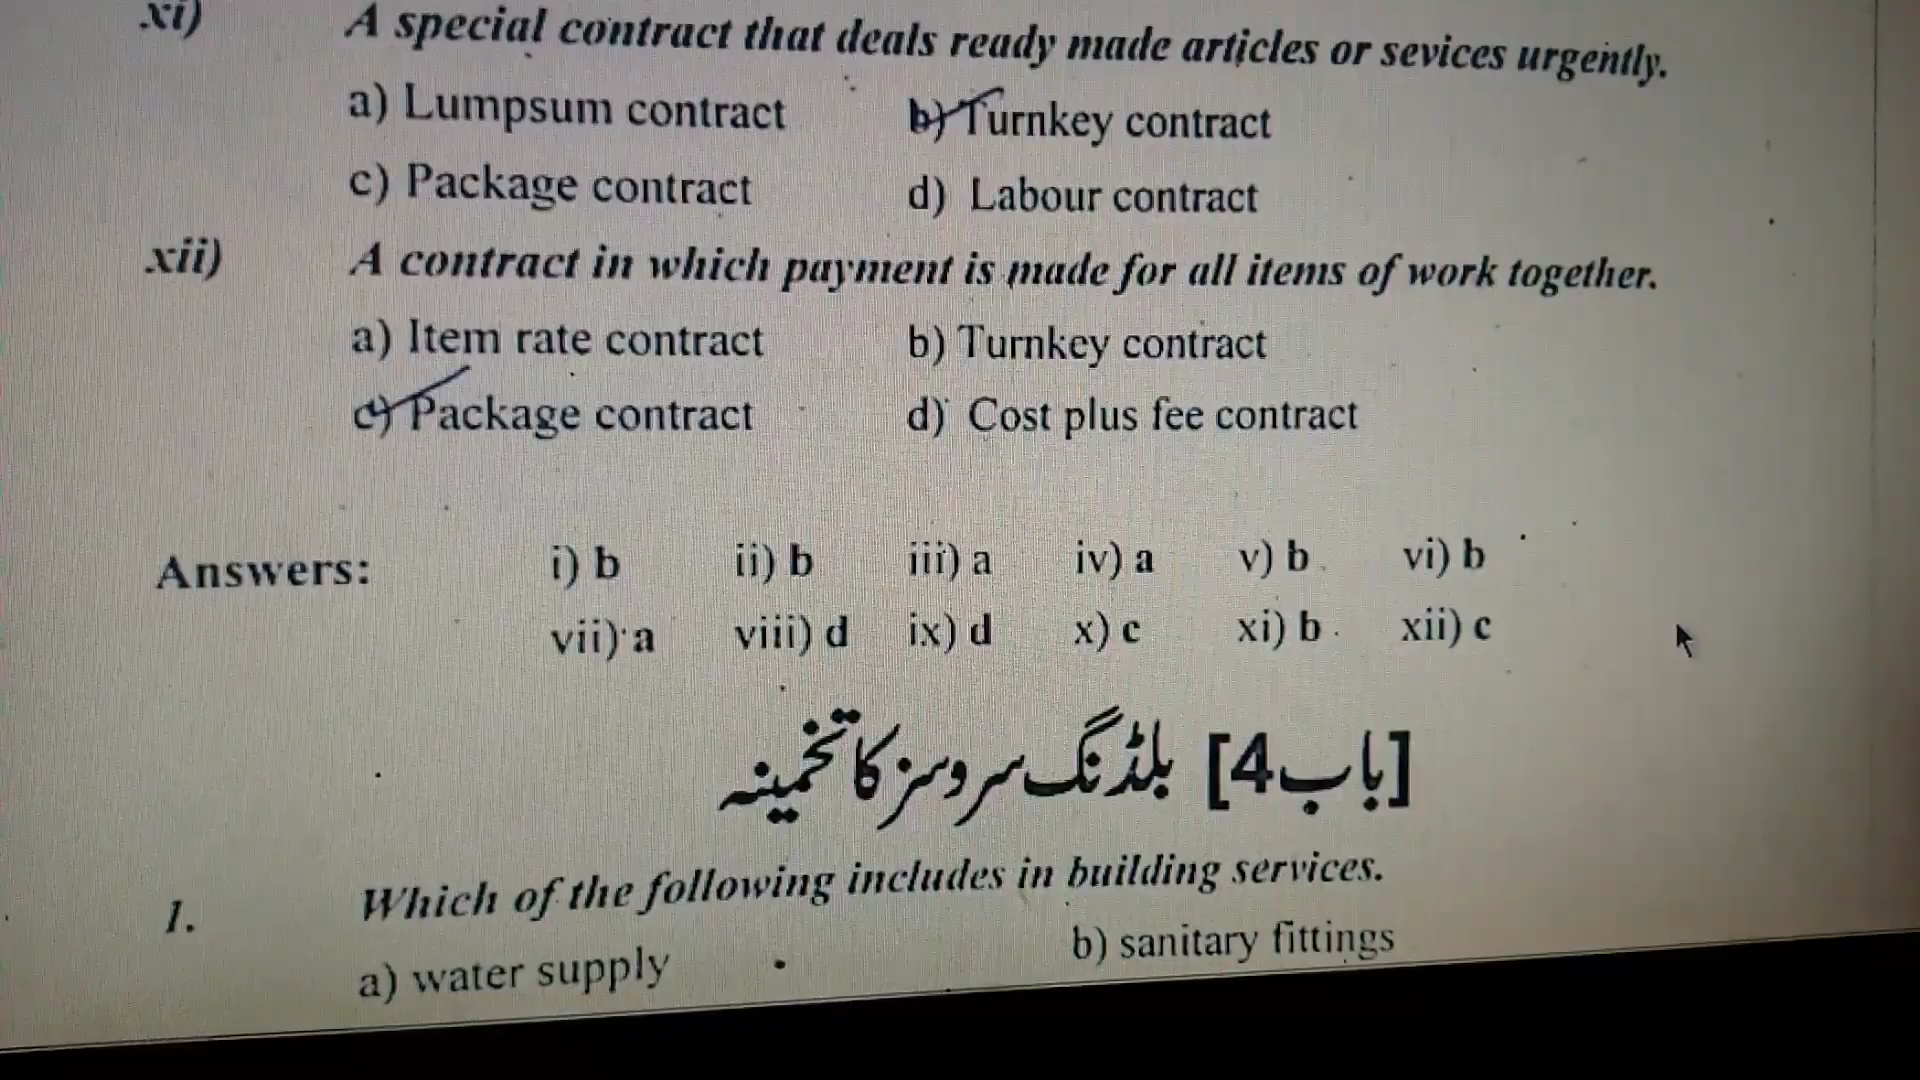 xi) A special contract that deals ready made articles or sevices urgently.
a) Lumpsum contract b) Turnkey contract
c) Package contract d) Labour contract
xii) A contract in which payment is made for all items of work together.
a) Item rate contract b) Turnkey contract
c) Package contract d) Cost plus fee contract
Answers: i) b ii) b iii) a iv) a v) b vi) b
vii) a viii) d ix) d x) c xi) b xii) c
[باب 4] بلڈنگ سروسز کا تخمینہ
1. Which of the following includes in building services.
a) water supply b) sanitary fittings